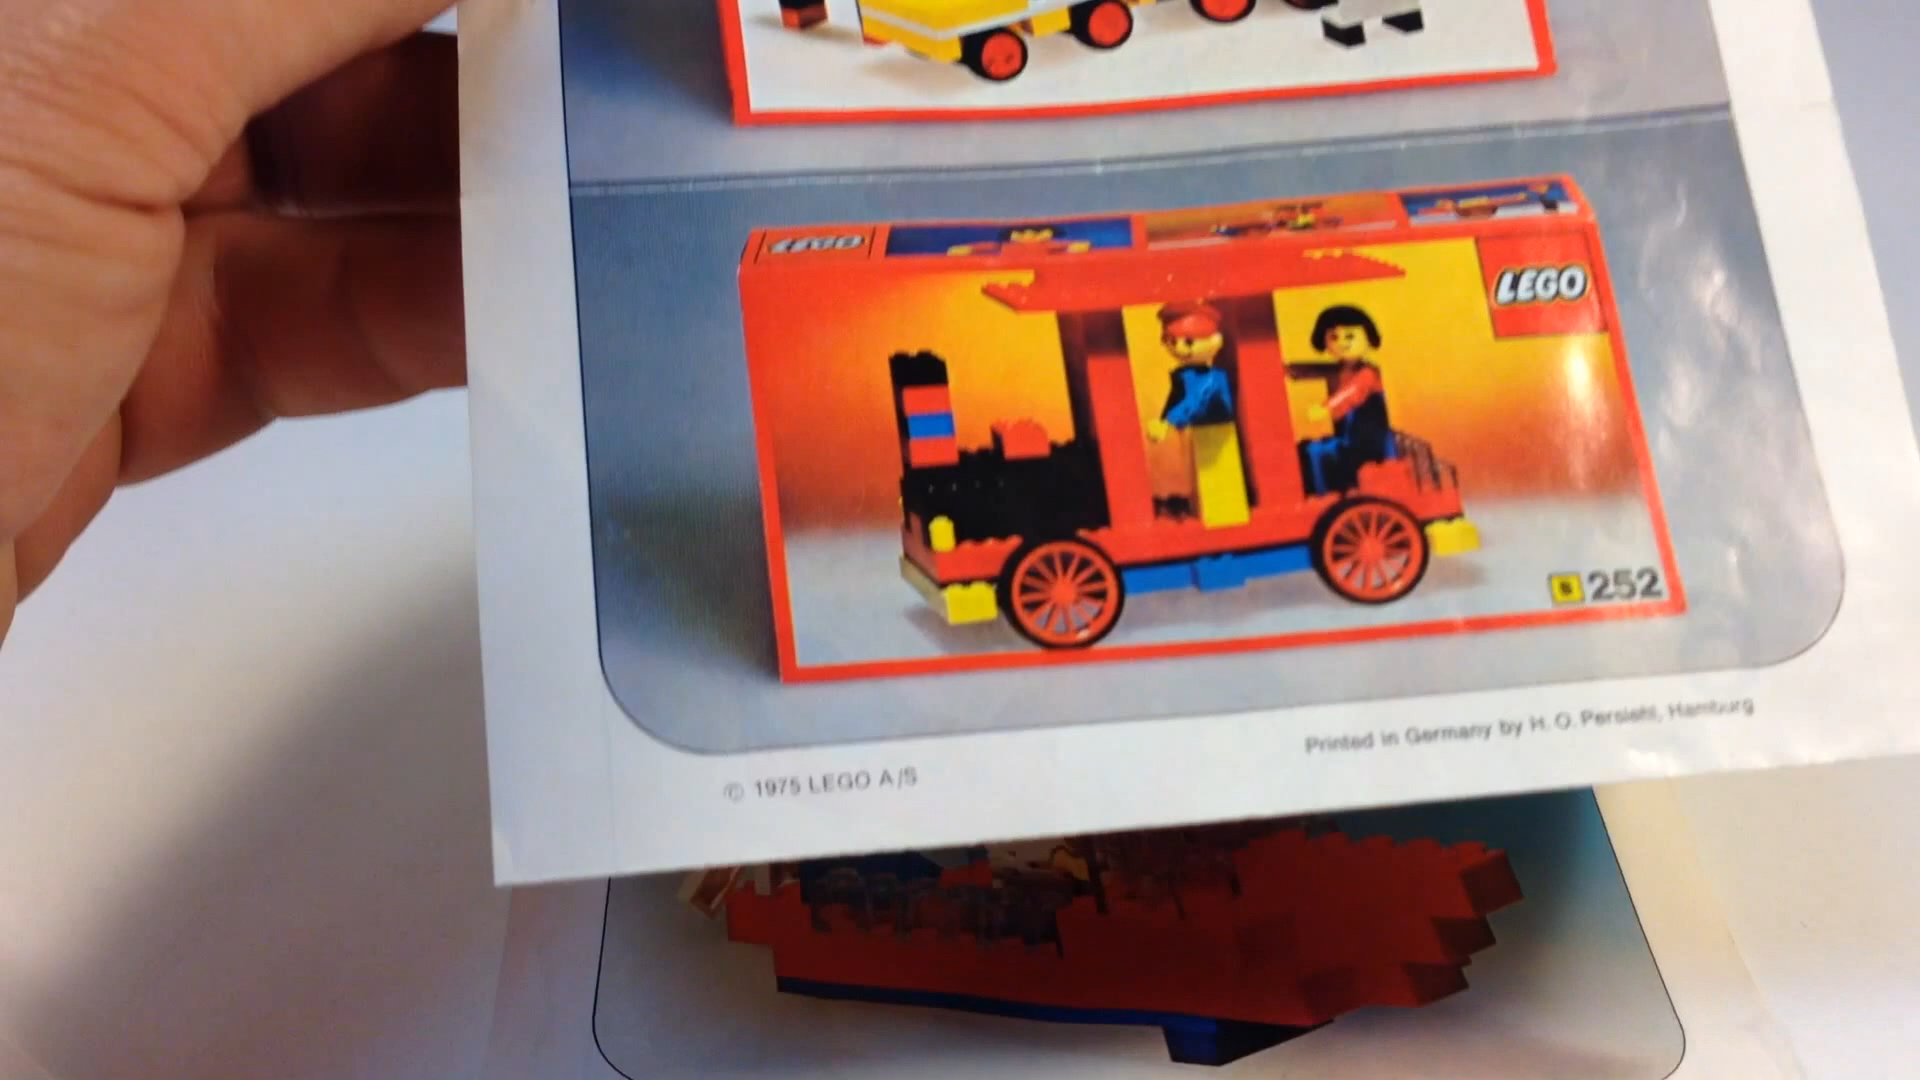 LEGO
LEGO
252
© 1975 LEGO A/S
Printed in Germany by H. O. Persiehl, Hamburg